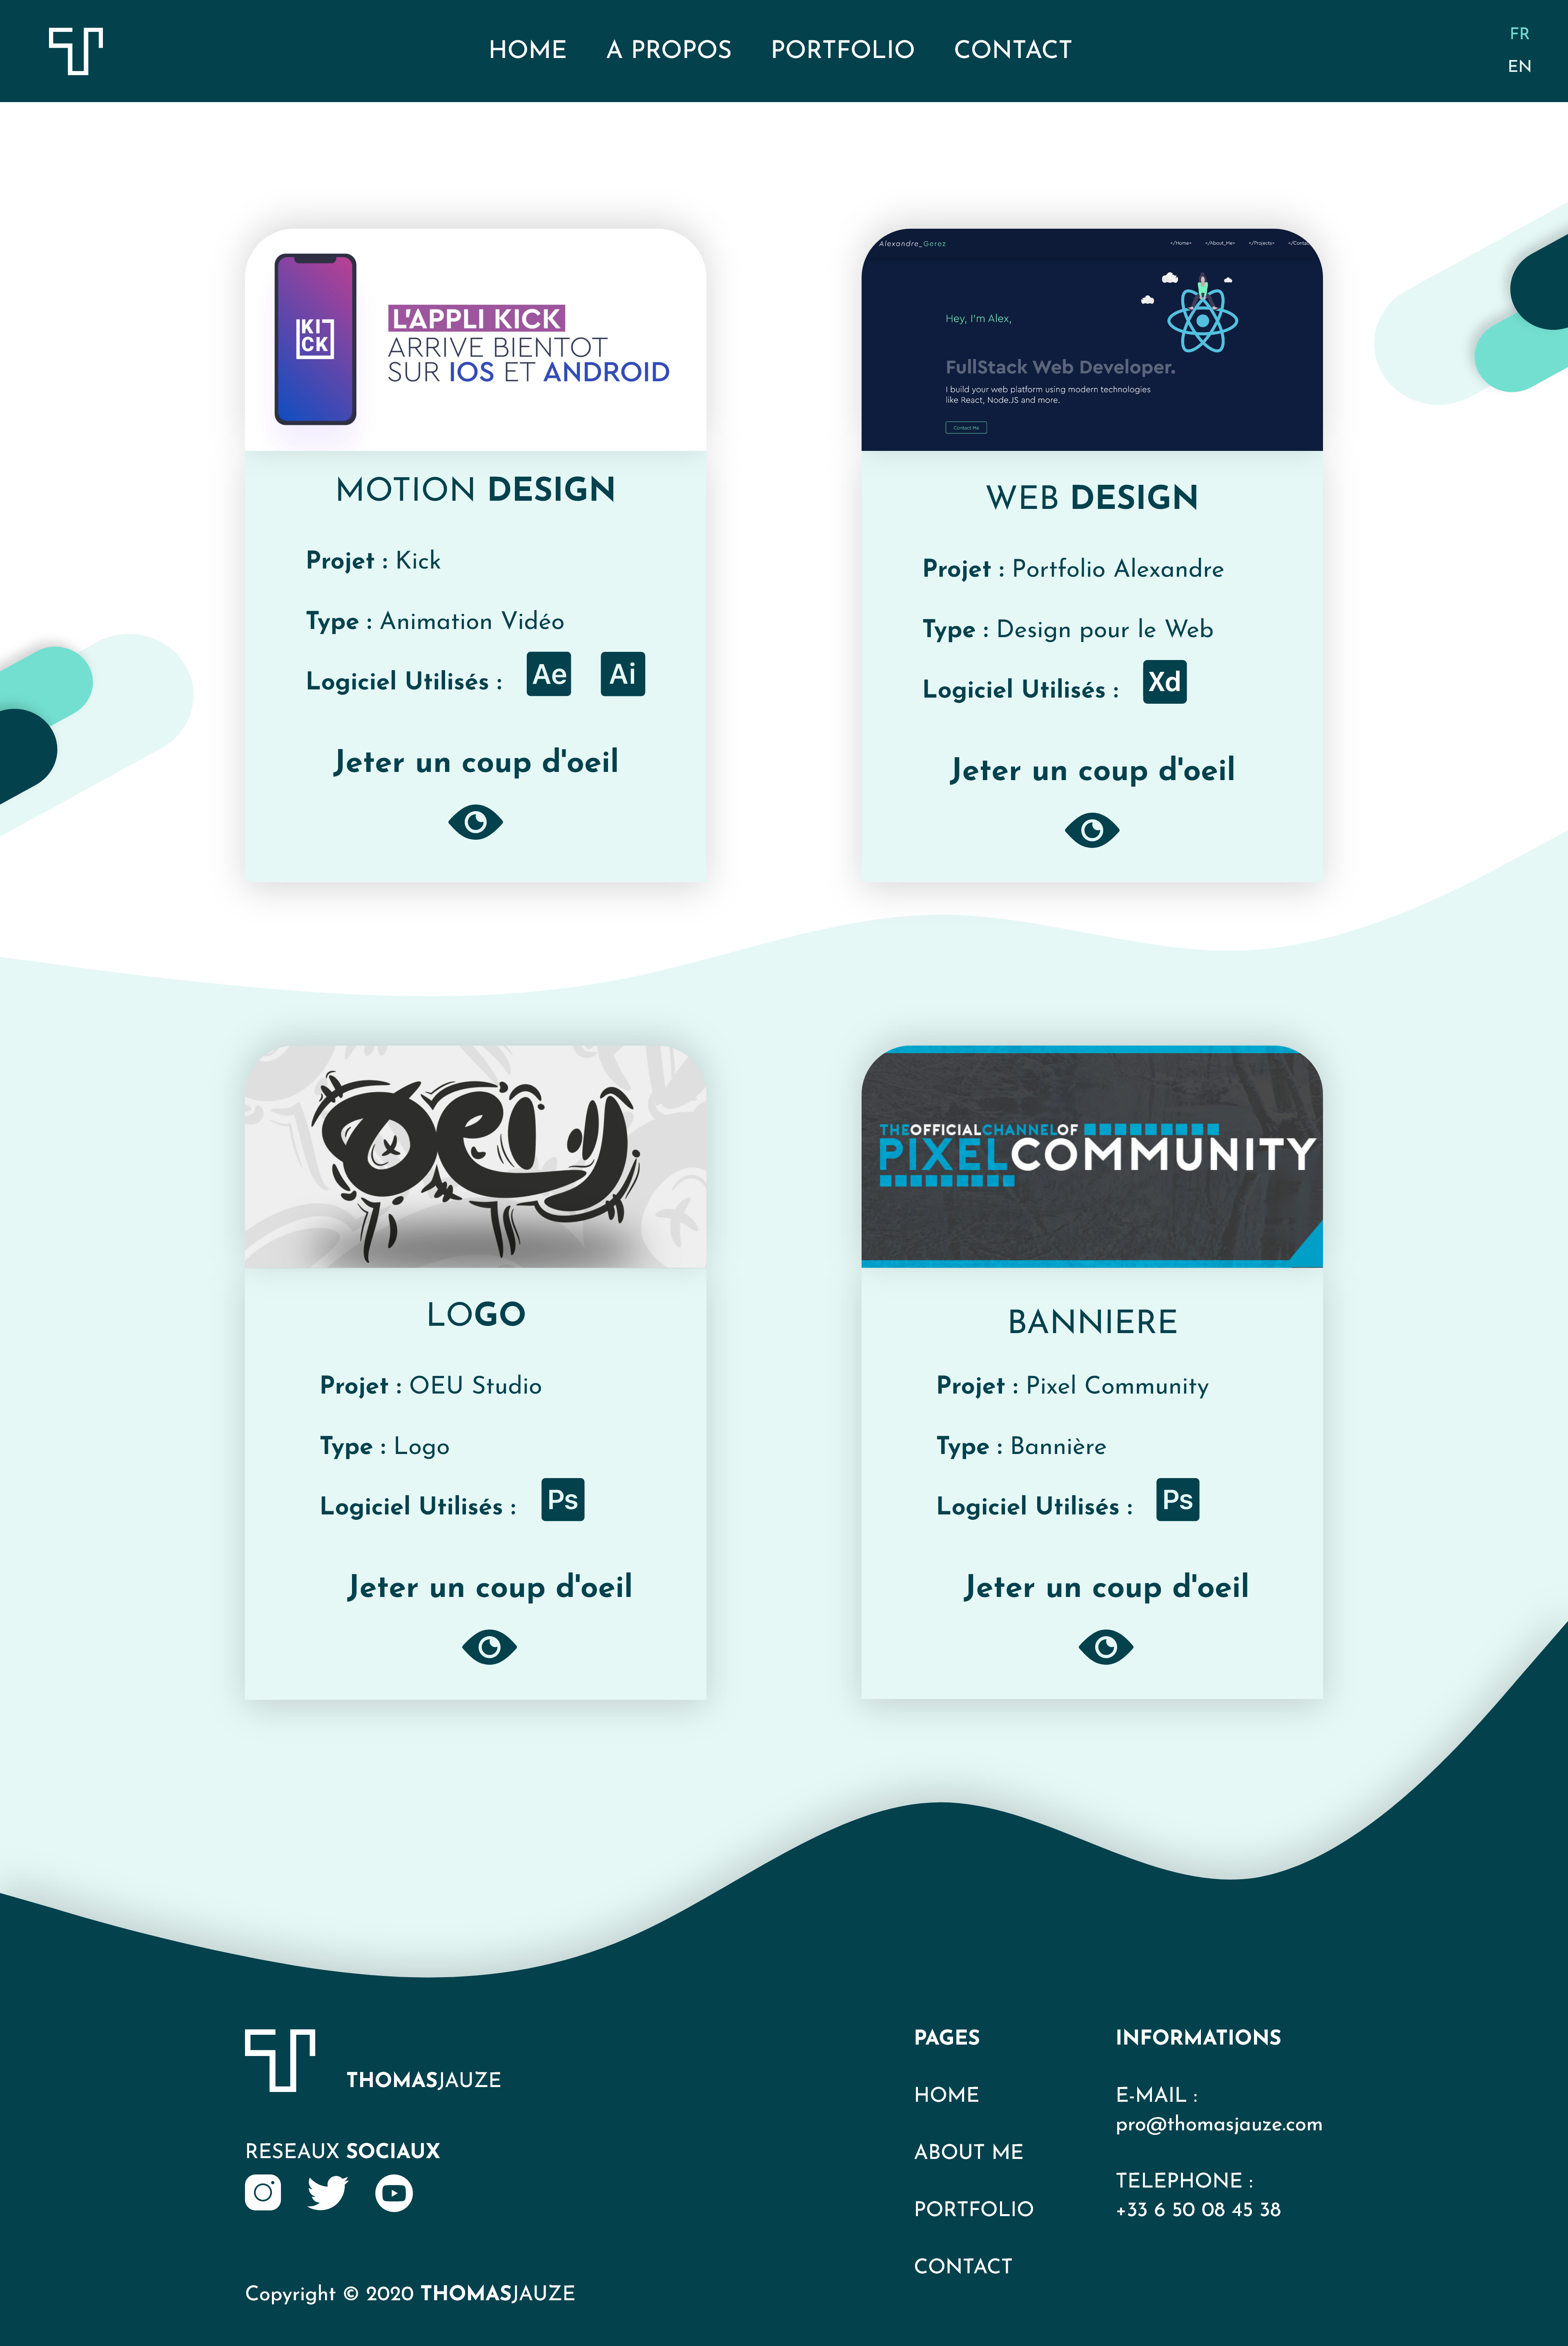 HOME A PROPOS PORTFOLIO CONTACT
FR
EN
KI
CK
L'APPLI KICK
ARRIVE BIENTOT
SUR IOS ET ANDROID
MOTION DESIGN
Projet : Kick
Type : Animation Vidéo
Logiciel Utilisés : Ae Ai
Jeter un coup d'oeil
Alexandre_Gerez </Home> </About_Me> </Projects>
Hey, I'm Alex,
FullStack Web Developer.
I build your web platform using modern technologies
like React, Node.JS and more.
Contact Me
WEB DESIGN
Projet : Portfolio Alexandre
Type : Design pour le Web
Logiciel Utilisés : Xd
Jeter un coup d'oeil
OEU
LOGO
Projet : OEU Studio
Type : Logo
Logiciel Utilisés : Ps
Jeter un coup d'oeil
THEOFFICIALCHANNELOF
PIXELCOMMUNITY
BANNIERE
Projet : Pixel Community
Type : Bannière
Logiciel Utilisés : Ps
Jeter un coup d'oeil
THOMASJAUZE
RESEAUX SOCIAUX
Copyright © 2020 THOMASJAUZE
PAGES
HOME
ABOUT ME
PORTFOLIO
CONTACT
INFORMATIONS
E-MAIL :
pro@thomasjauze.com
TELEPHONE :
+33 6 50 08 45 38